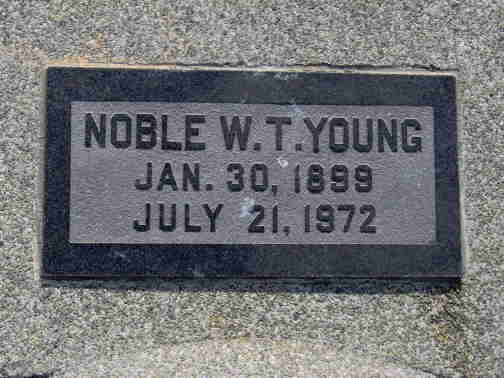 NOBLE W.T. YOUNG
JAN. 30, 1899
JULY 21, 1972